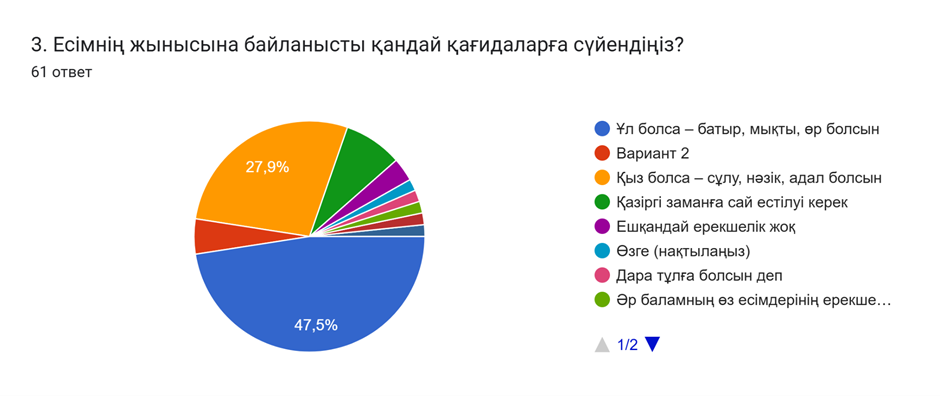 3. Есімнің жынысына байланысты қандай қағидаларға сүйендіңіз?
61 ответ
27,9%
47,5%
Ұл болса – батыр, мықты, өр болсын
Вариант 2
Қыз болса – сұлу, нәзік, адал болсын
Қазіргі заманға сай естілуі керек
Ешқандай ерекшелік жоқ
Өзге (нақтылаңыз)
Дара тұлға болсын деп
Әр баламның өз есімдерінің ерекше…
1/2